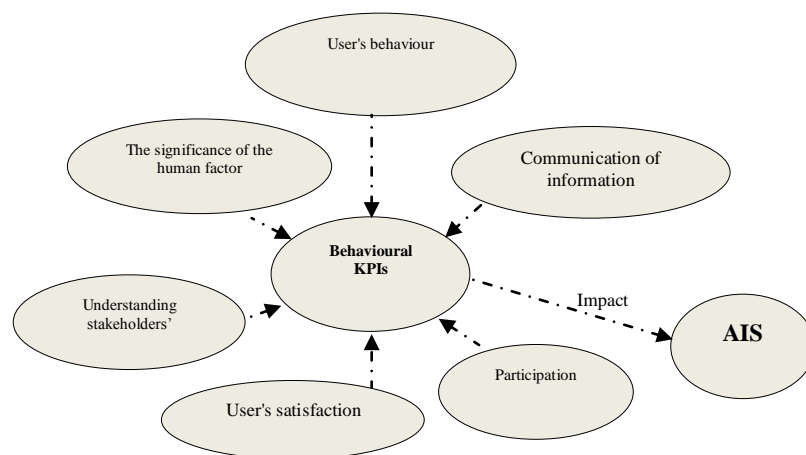 User's behaviour
The significance of the
human factor
Communication of
information
Behavioural
KPIs
Understanding
stakeholders’
Impact
AIS
Participation
User's satisfaction